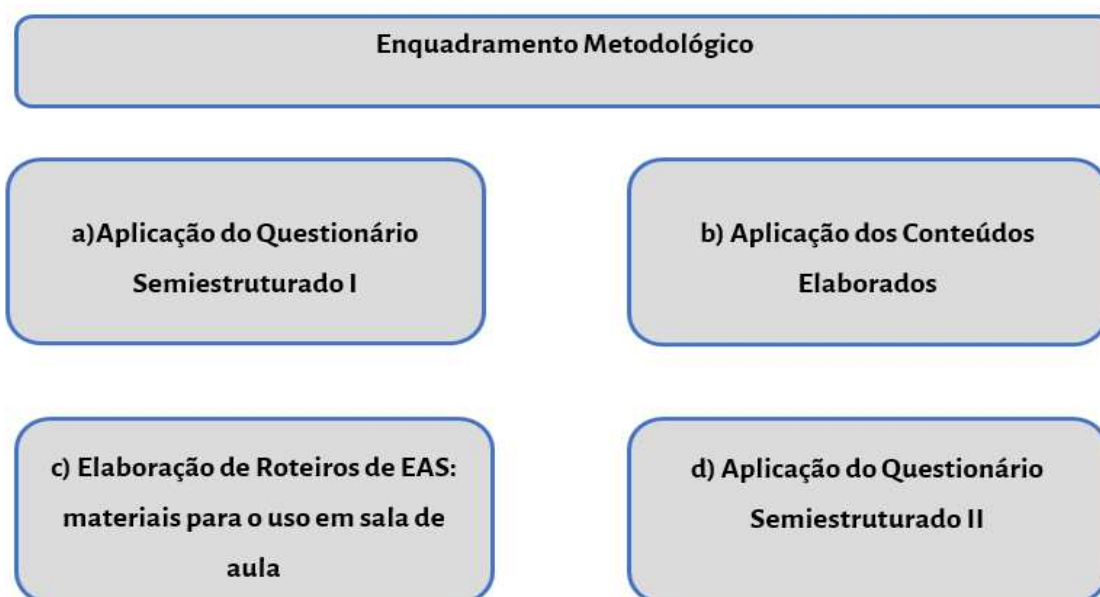 Enquadramento Metodológico
a)Aplicação do Questionário
Semiestruturado I
b) Aplicação dos Conteúdos
Elaborados
c) Elaboração de Roteiros de EAS:
materiais para o uso em sala de
aula
d) Aplicação do Questionário
Semiestruturado II